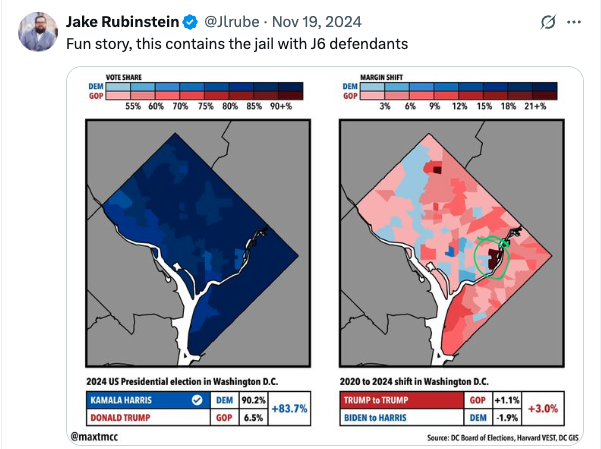 Jake Rubinstein @Jlrube · Nov 19, 2024
Fun story, this contains the jail with J6 defendants
VOTE SHARE
DEM
GOP
55% 60% 70% 75% 80% 85% 90+%
MARGIN SHIFT
DEM
GOP
3% 6% 9% 12% 15% 18% 21+%
2024 US Presidential election in Washington D.C.
KAMALA HARRIS DEM 90.2%
+83.7%
DONALD TRUMP GOP 6.5%
2020 to 2024 shift in Washington D.C.
TRUMP to TRUMP GOP +1.1%
+3.0%
BIDEN to HARRIS DEM -1.9%
@maxtmcc
Source: DC Board of Elections, Harvard VEST, DC GIS